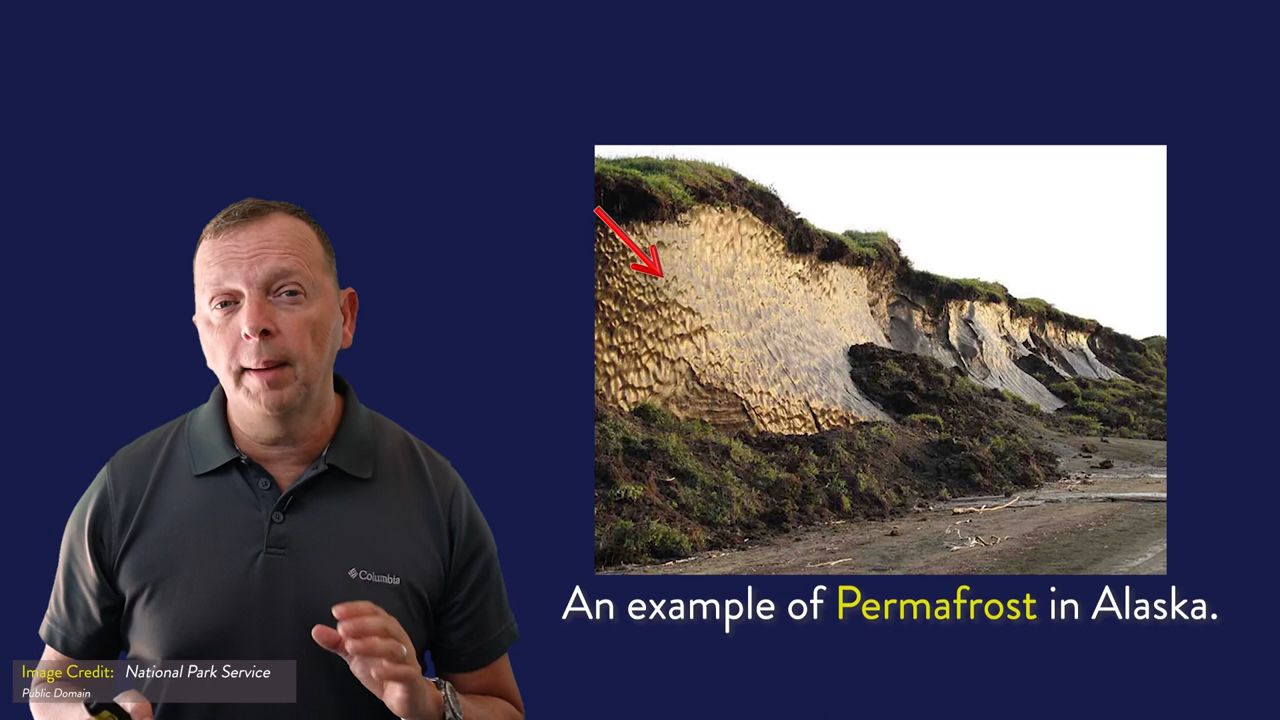 Columbia
An example of Permafrost in Alaska.
Image Credit: National Park Service
Public Domain